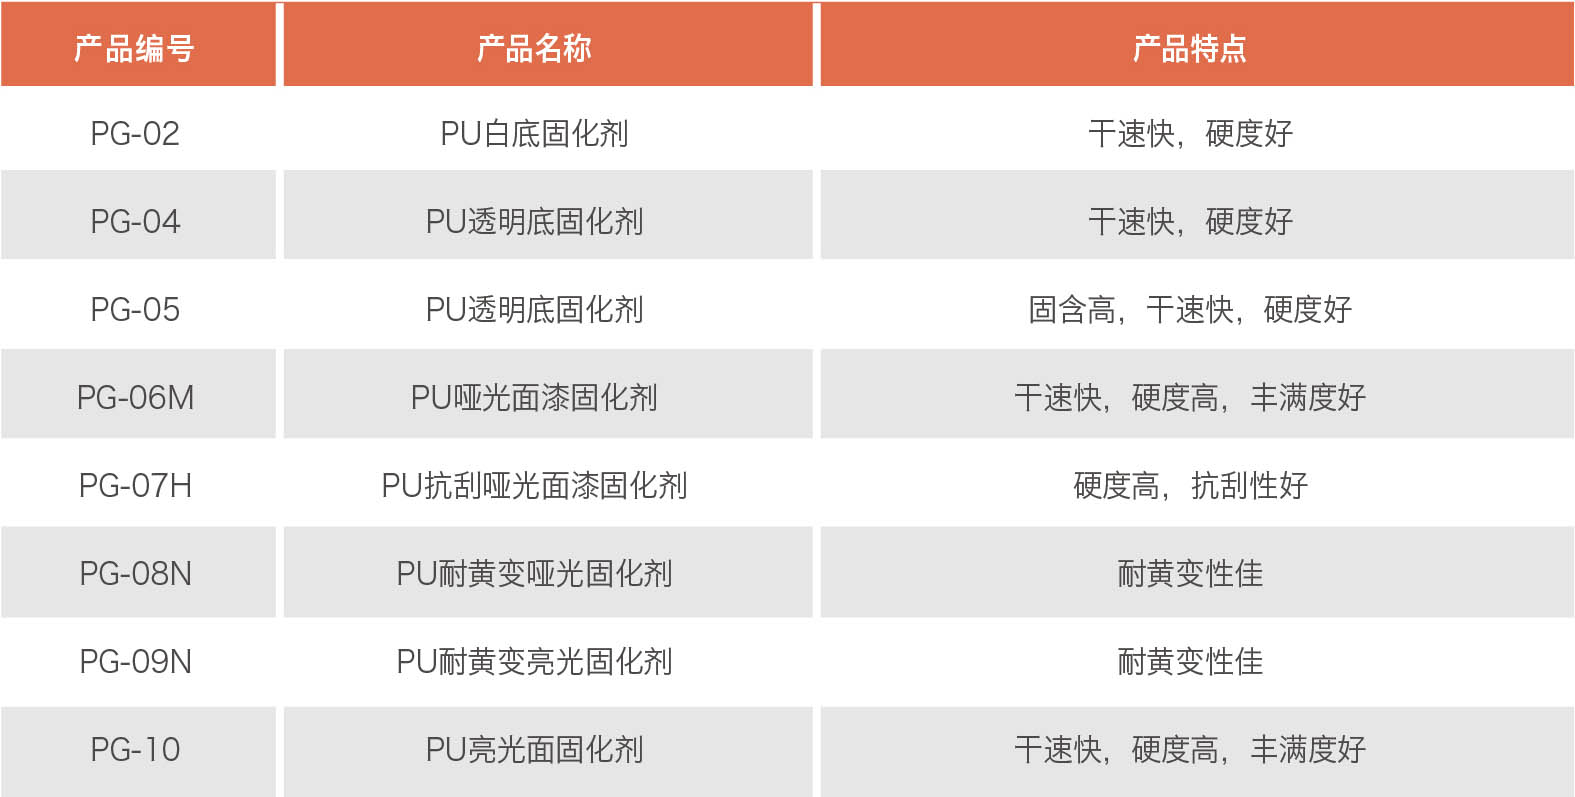 产品编号 产品名称 产品特点
PG-02 PU白底固化剂 干速快，硬度好
PG-04 PU透明底固化剂 干速快，硬度好
PG-05 PU透明底固化剂 固含高，干速快，硬度好
PG-06M PU哑光面漆固化剂 干速快，硬度高，丰满度好
PG-07H PU抗刮哑光面漆固化剂 硬度高，抗刮性好
PG-08N PU耐黄变哑光固化剂 耐黄变性佳
PG-09N PU耐黄变亮光固化剂 耐黄变性佳
PG-10 PU亮光面固化剂 干速快，硬度高，丰满度好